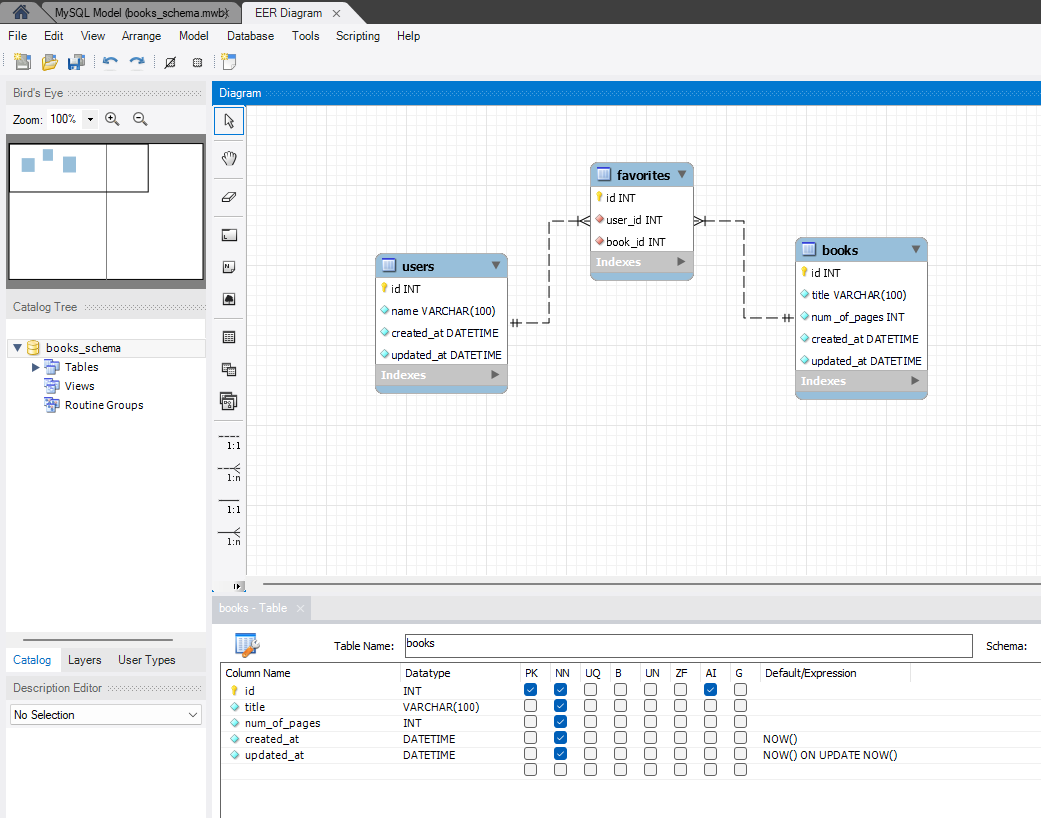 MySQL Model (books_schema.mwb)
EER Diagram
File Edit View Arrange Model Database Tools Scripting Help
Bird's Eye
Zoom: 100%
Catalog Tree
books_schema
Tables
Views
Routine Groups
Catalog Layers User Types
Description Editor
No Selection
Diagram
1:1
1:n
1:1
1:n
users
id INT
name VARCHAR(100)
created_at DATETIME
updated_at DATETIME
Indexes
favorites
id INT
user_id INT
book_id INT
Indexes
books
id INT
title VARCHAR(100)
num_of_pages INT
created_at DATETIME
updated_at DATETIME
Indexes
books - Table
Table Name: books Schema:
Column Name Datatype PK NN UQ B UN ZF AI G Default/Expression
id INT
title VARCHAR(100)
num_of_pages INT
created_at DATETIME NOW()
updated_at DATETIME NOW() ON UPDATE NOW()